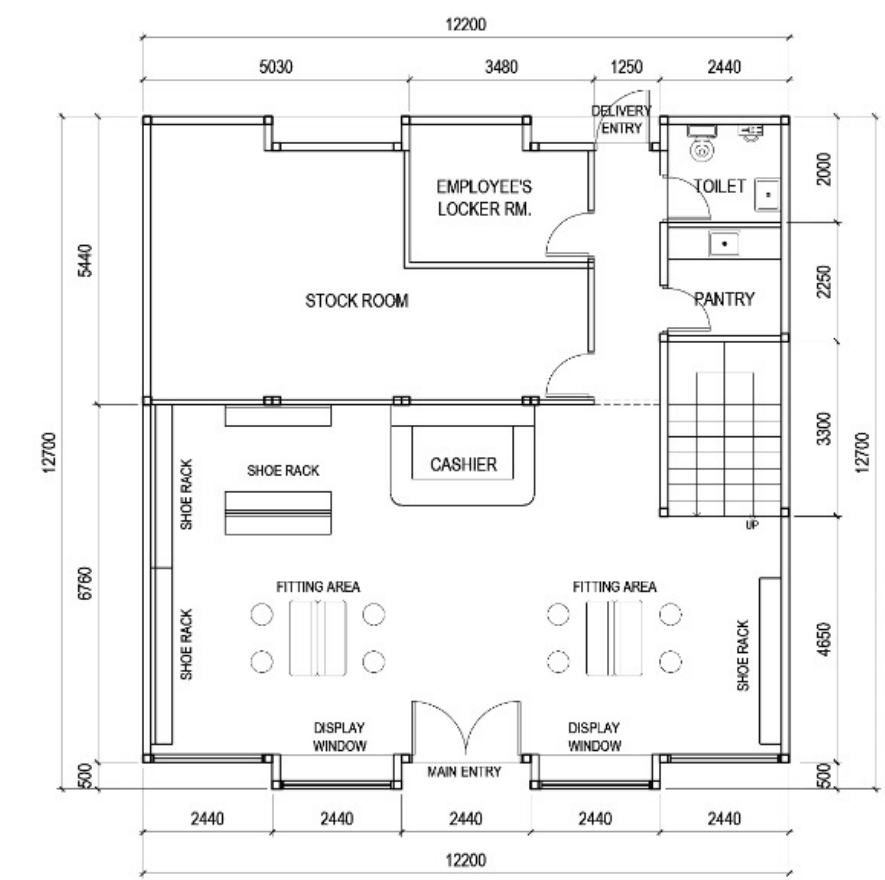 12200
5030
3480
1250
2440
DELIVERY
ENTRY
EMPLOYEE'S
LOCKER RM.
TOILET
2000
5440
STOCK ROOM
PANTRY
2250
12700
3300
12700
SHOE RACK
SHOE RACK
CASHIER
UP
6760
FITTING AREA
FITTING AREA
SHOE RACK
SHOE RACK
4650
DISPLAY
WINDOW
DISPLAY
WINDOW
MAIN ENTRY
500
500
2440
2440
2440
2440
2440
12200